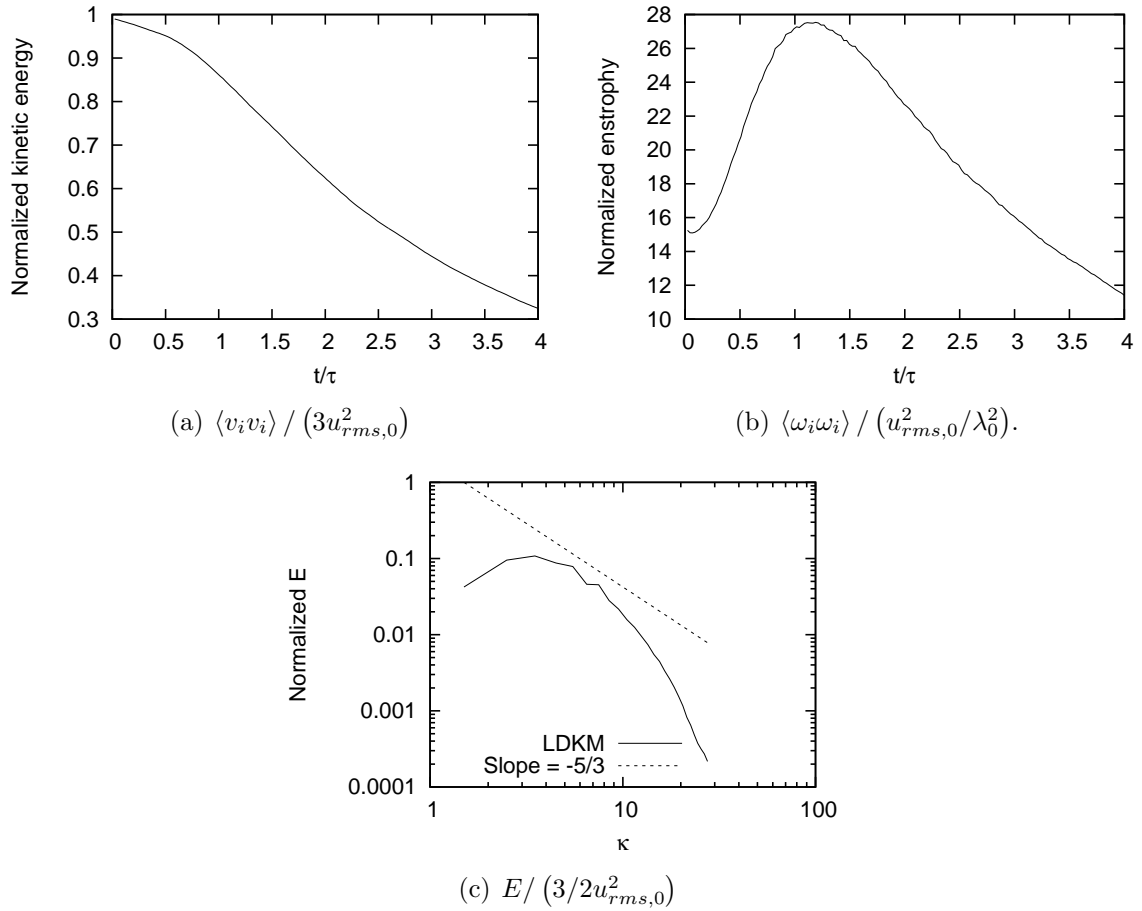 Normalized kinetic energy
1
0.9
0.8
0.7
0.6
0.5
0.4
0.3
0 0.5 1 1.5 2 2.5 3 3.5 4
t/τ
(a) ⟨v_i v_i⟩ / (3u²_{rms,0})
Normalized enstrophy
28
26
24
22
20
18
16
14
12
10
0 0.5 1 1.5 2 2.5 3 3.5 4
t/τ
(b) ⟨ω_i ω_i⟩ / (u²_{rms,0}/λ²_0).
Normalized E
1
0.1
0.01
0.001
0.0001
LDKM
Slope = -5/3
1 10 100
κ
(c) E/ (3/2u²_{rms,0})